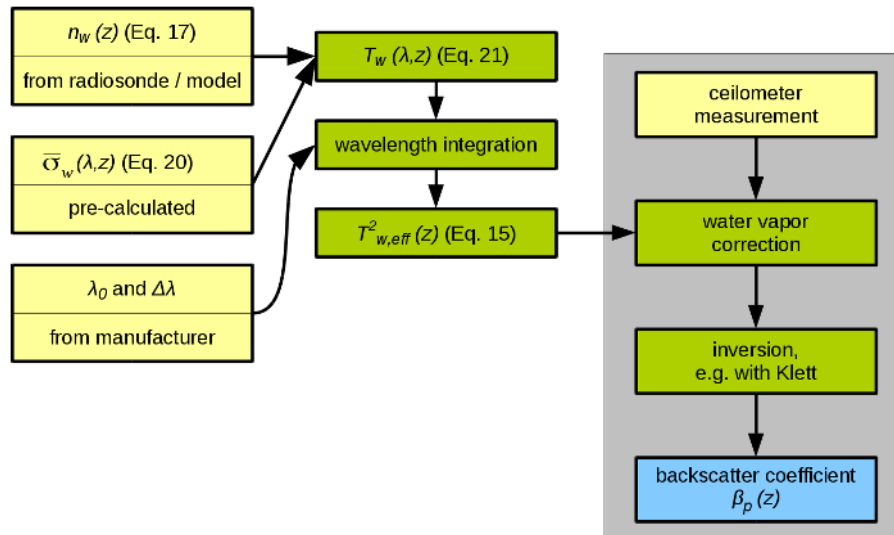 n_w(z) (Eq. 17)
from radiosonde / model
σ̅_w(λ,z) (Eq. 20)
pre-calculated
λ_0 and Δλ
from manufacturer
T_w(λ,z) (Eq. 21)
wavelength integration
T²_w,eff(z) (Eq. 15)
ceilometer
measurement
water vapor
correction
inversion,
e.g. with Klett
backscatter coefficient
β_p(z)